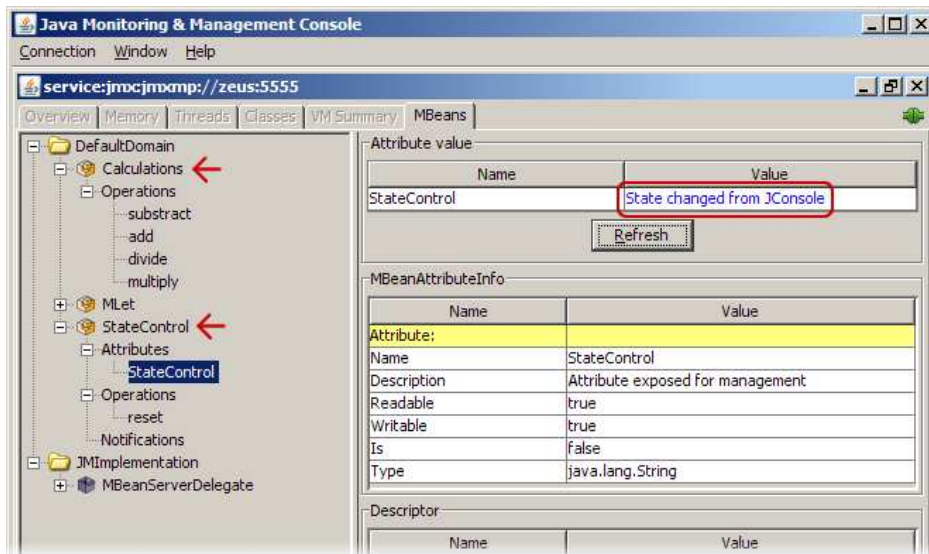 Java Monitoring & Management Console
Connection Window Help
service:jmx:jmxmp://zeus:5555
Overview Memory Threads Classes VM Summary MBeans
DefaultDomain
Calculations
Operations
substract
add
divide
multiply
MLet
StateControl
Attributes
StateControl
Operations
reset
Notifications
JMImplementation
MBeanServerDelegate
Attribute value
Name Value
StateControl State changed from JConsole
Refresh
MBeanAttributeInfo
Name Value
Attribute:
Name StateControl
Description Attribute exposed for management
Readable true
Writable true
Is false
Type java.lang.String
Descriptor
Name Value